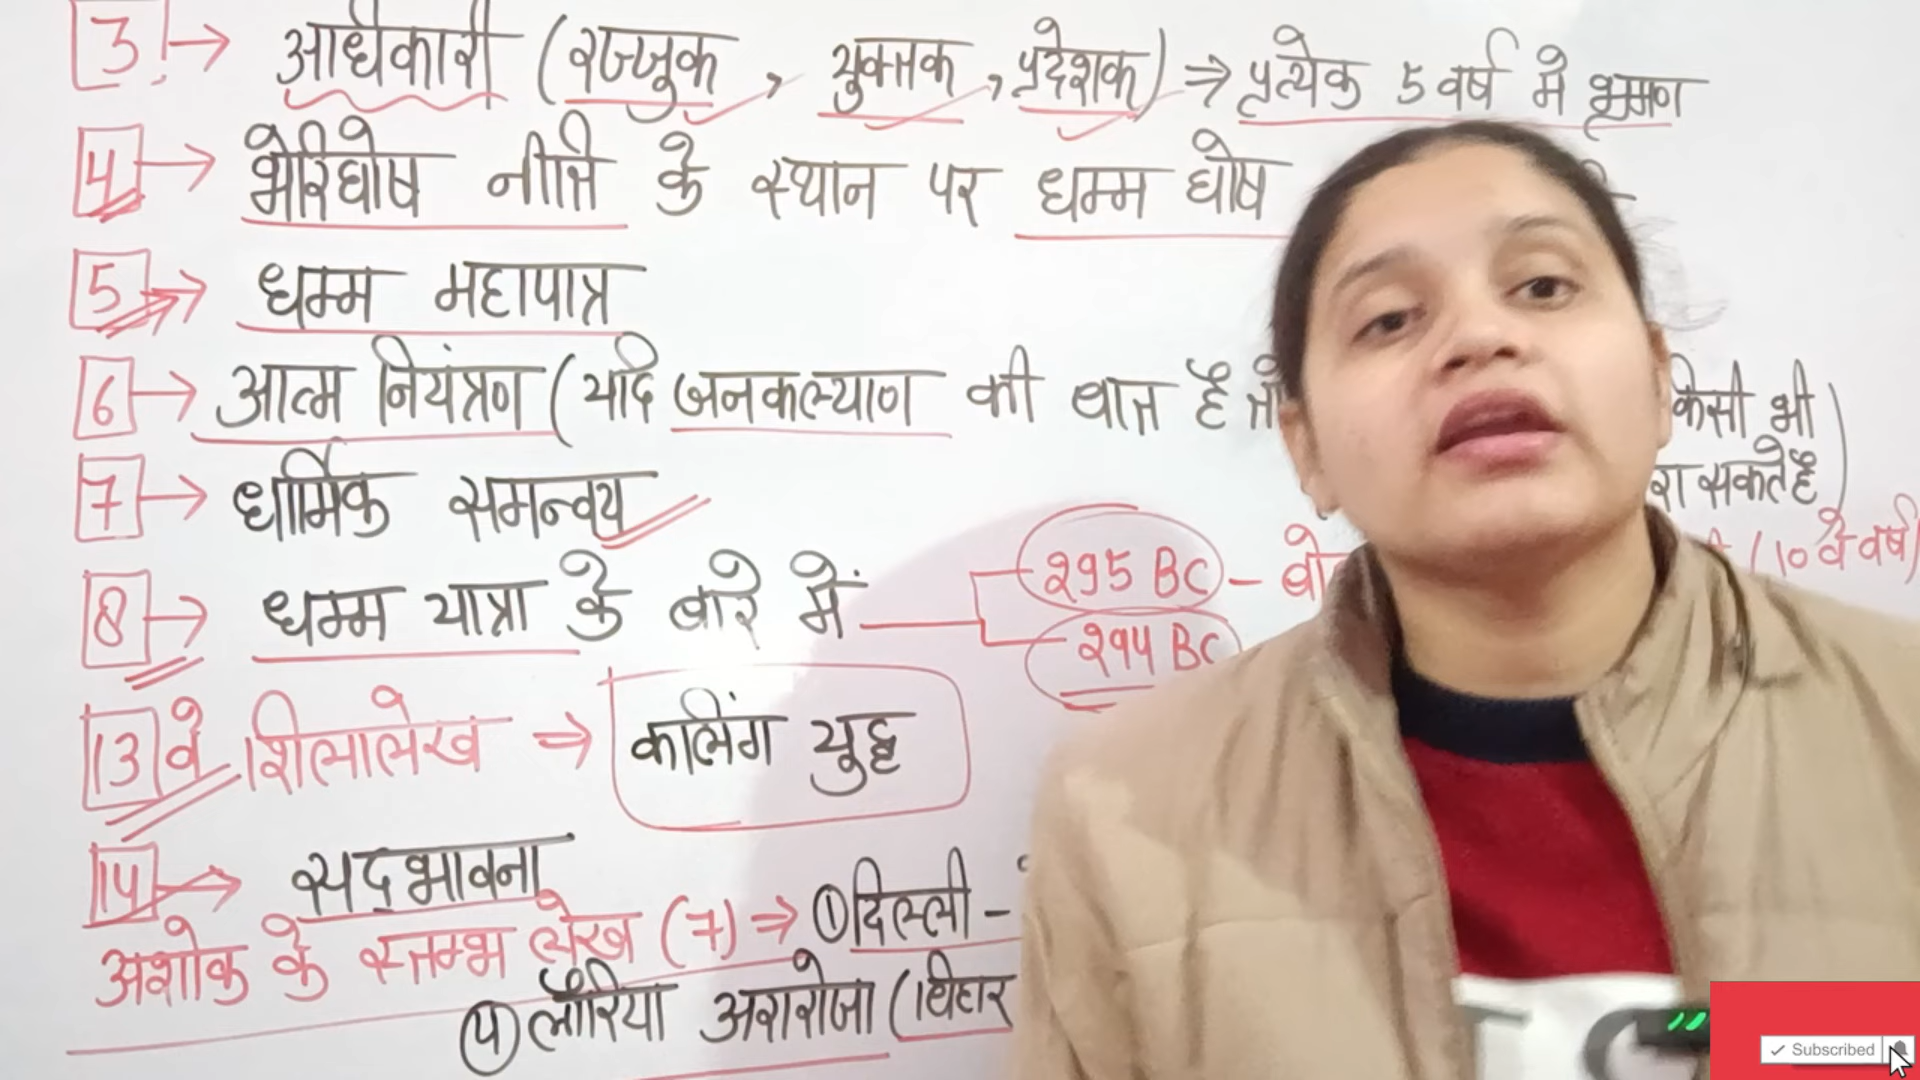 3 → अधिकारी (रज्जुक, युक्तक, प्रदेशक) ⇒ प्रत्येक 5 वर्ष मे भ्रमण
4 → भेरिघोष नीति के स्थान पर धम्म घोष
5 → धम्म महापात्र
6 → आत्म नियंत्रण (यदि जनकल्याण की बात है तो किसी भी
रा सकते है)
7 → धार्मिक समन्वय
8 → धम्म यात्रा के बारे में
295 BC –
(10 वे वर्ष)
294 BC
13 वे शिलालेख ⇒ कलिंग युद्ध
14 → सद्भावना
अशोक के स्तम्भ लेख (7) ⇒ ① दिल्ली –
④ लौरिया अराराजा (बिहार
✓ Subscribed